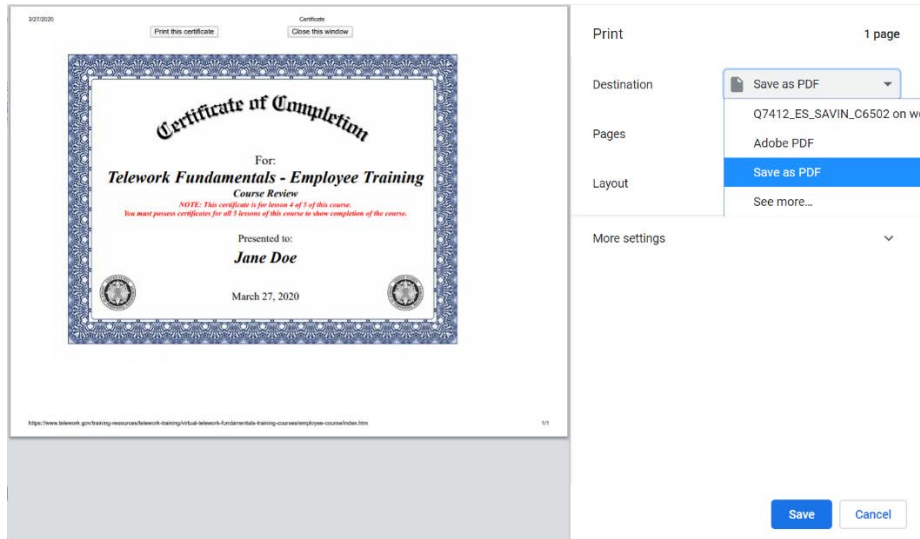 3/27/2020
Certificate
Print this certificate
Close this window
Certificate of Completion
For:
Telework Fundamentals - Employee Training
Course Review
NOTE: This certificate is for lesson 4 of 5 of this course.
You must possess certificates for all 5 lessons of this course to show completion of the course.
Presented to:
Jane Doe
March 27, 2020
https://www.telework.gov/training-resources/telework-training/virtual-telework-fundamentals-training-courses/employee-course/index.htm
1/1
Print
1 page
Destination
Save as PDF
Q7412_ES_SAVIN_C6502 on we
Pages
Adobe PDF
Save as PDF
Layout
See more...
More settings
Save
Cancel